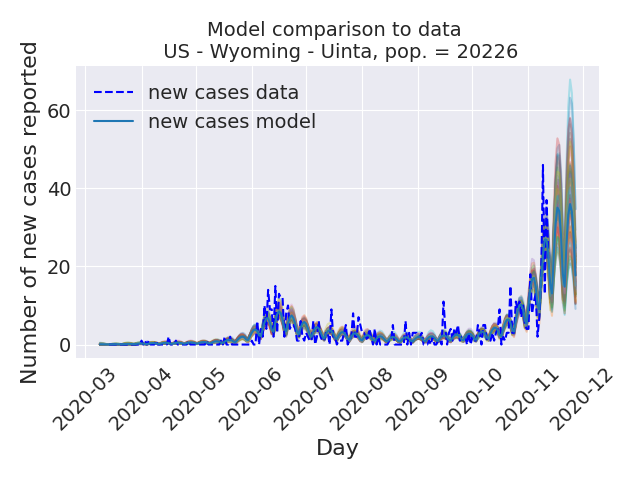 Model comparison to data
US - Wyoming - Uinta, pop. = 20226
Number of new cases reported
60
40
20
0
new cases data
new cases model
2020-03
2020-04
2020-05
2020-06
2020-07
2020-08
2020-09
2020-10
2020-11
2020-12
Day